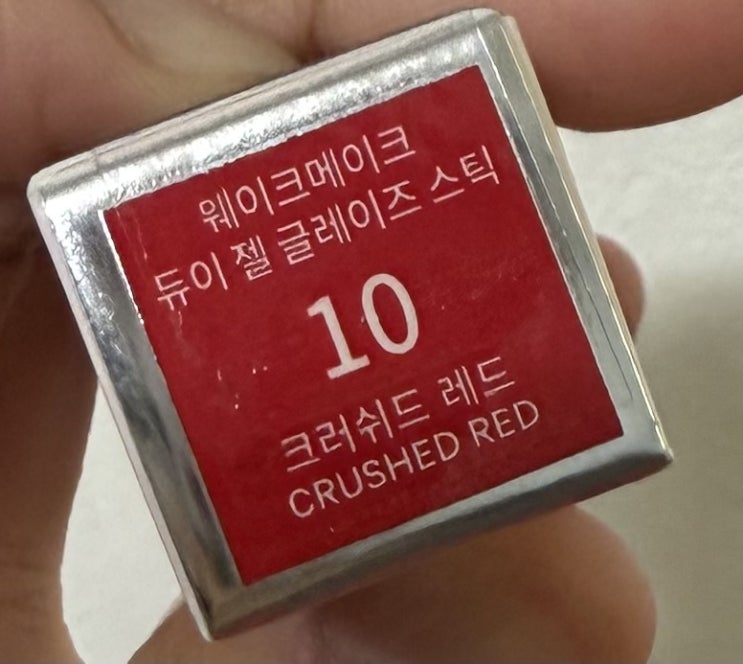 웨이크메이크
듀이 젤 글레이즈 스틱
10
크러쉬드 레드
CRUSHED RED